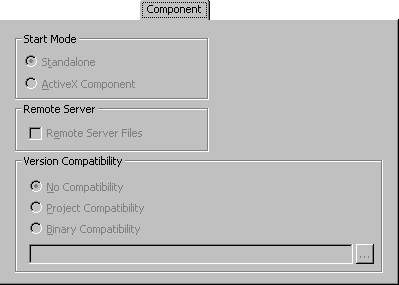 Component
Start Mode
Standalone
ActiveX Component
Remote Server
Remote Server Files
Version Compatibility
No Compatibility
Project Compatibility
Binary Compatibility
...